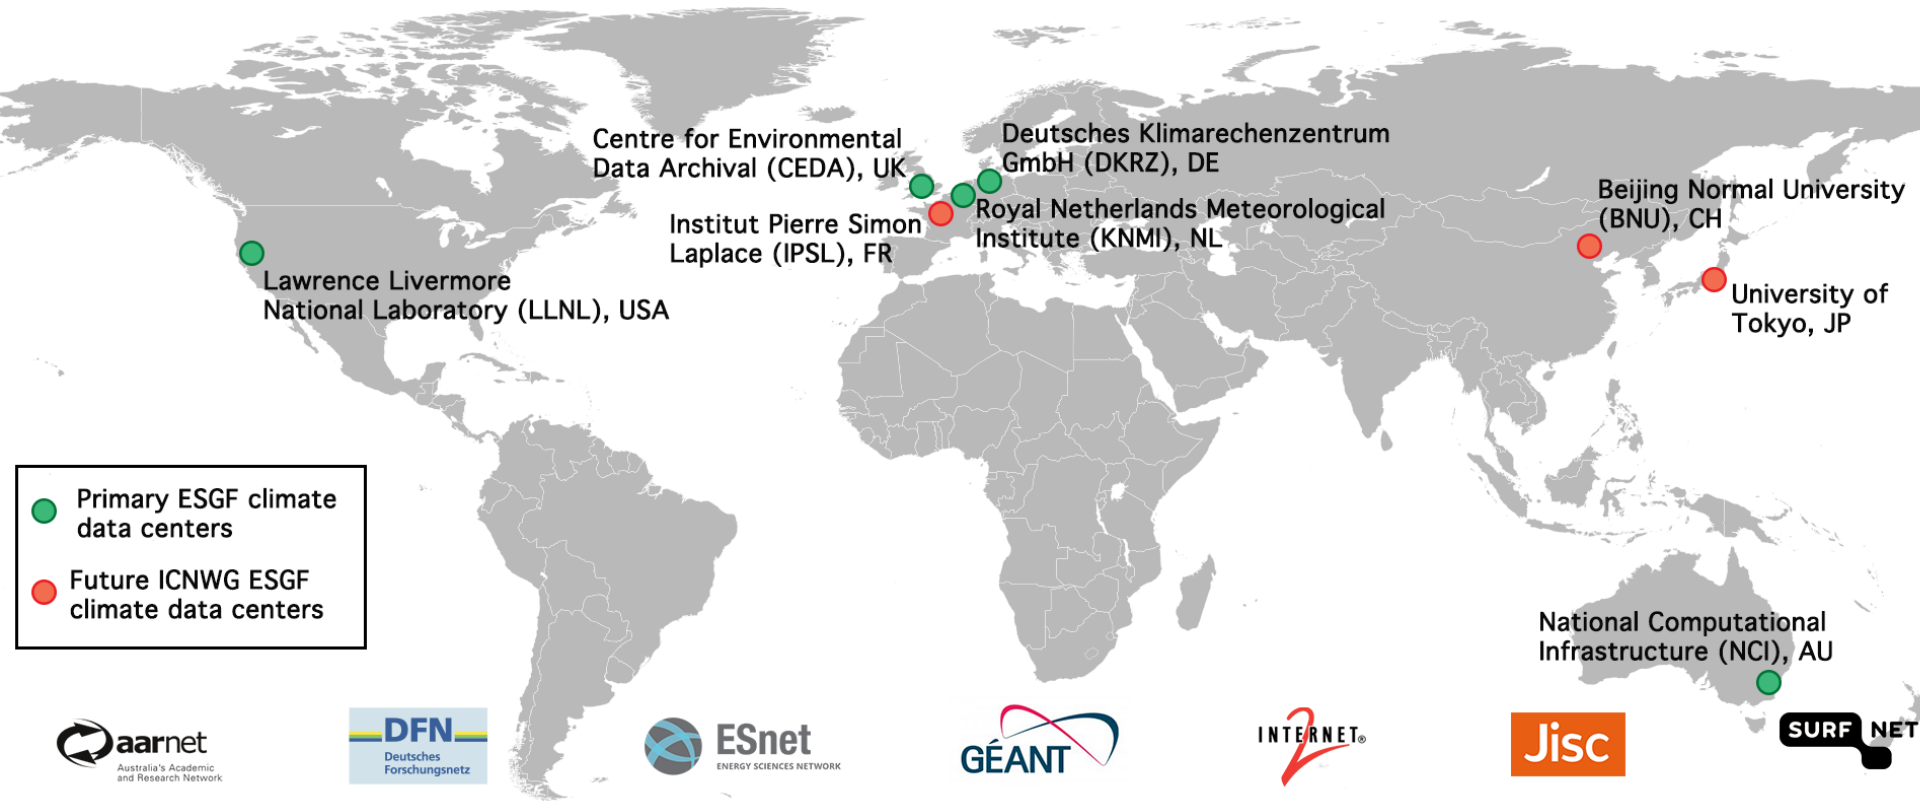 Centre for Environmental
Data Archival (CEDA), UK
Deutsches Klimarechenzentrum
GmbH (DKRZ), DE
Institut Pierre Simon
Laplace (IPSL), FR
Royal Netherlands Meteorological
Institute (KNMI), NL
Beijing Normal University
(BNU), CH
Lawrence Livermore
National Laboratory (LLNL), USA
University of
Tokyo, JP
Primary ESGF climate
data centers
Future ICNWG ESGF
climate data centers
National Computational
Infrastructure (NCI), AU
aarnet
Australia's Academic
and Research Network
DFN
Deutsches
Forschungsnetz
ESnet
ENERGY SCIENCES NETWORK
GÉANT
INTERNET®
2
Jisc
SURF NET